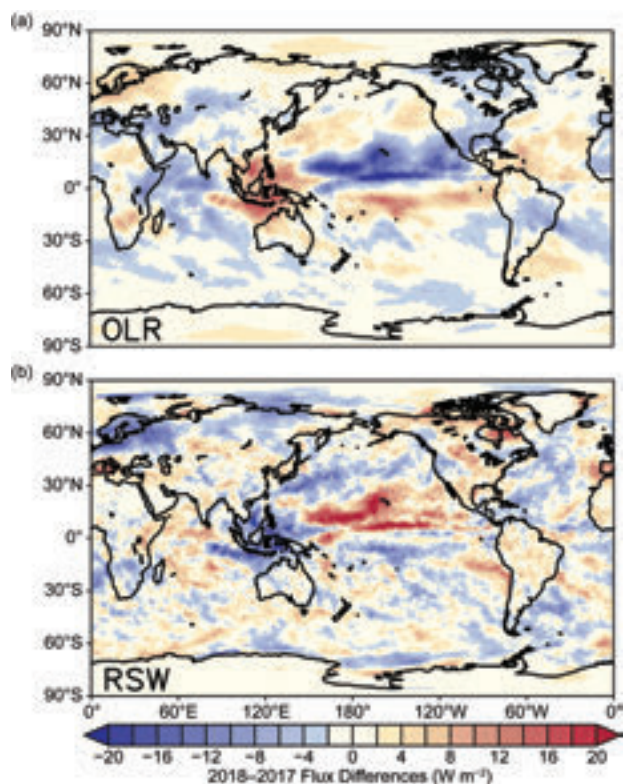 (a)
90°N
60°N
30°N
0°
30°S
60°S
90°S
OLR
(b)
90°N
60°N
30°N
0°
30°S
60°S
90°S
RSW
0° 60°E 120°E 180° 120°W 60°W 0°
−20 −16 −12 −8 −4 0 4 8 12 16 20
2018–2017 Flux Differences (W m⁻²)